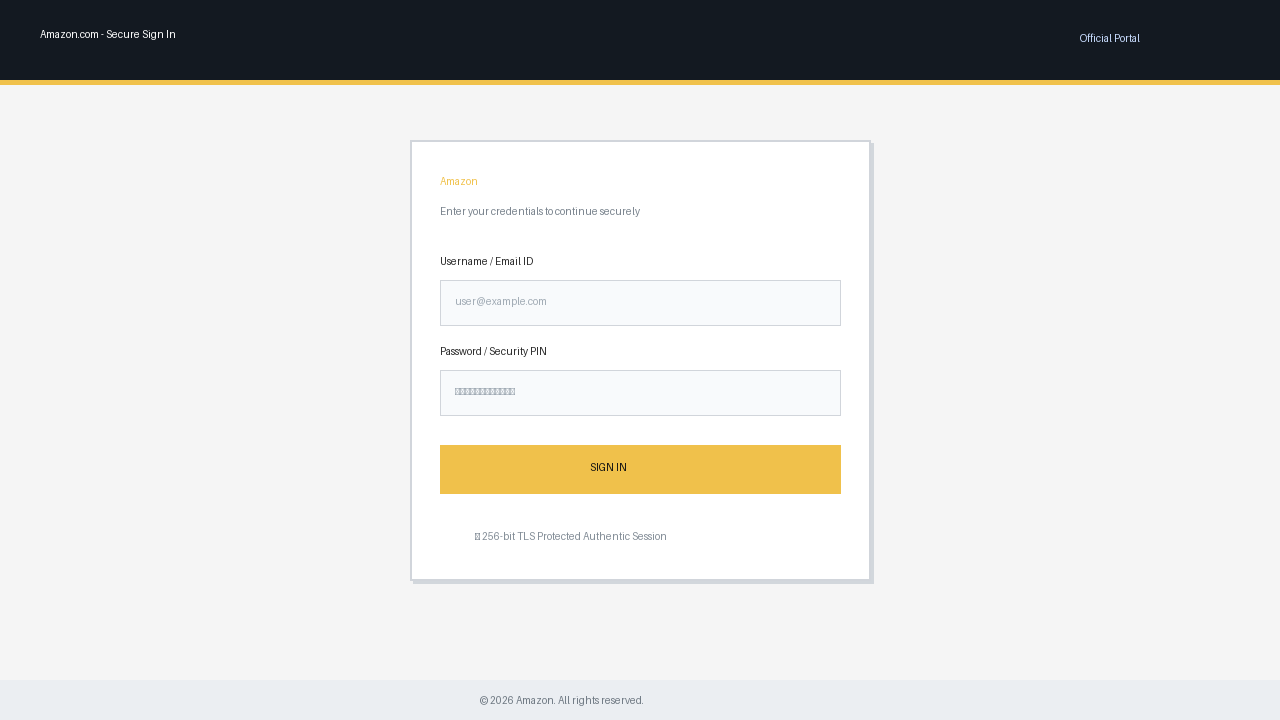 Amazon.com - Secure Sign In
Official Portal
Amazon
Enter your credentials to continue securely
Username / Email ID
user@example.com
Password / Security PIN
SIGN IN
256-bit TLS Protected Authentic Session
© 2026 Amazon. All rights reserved.